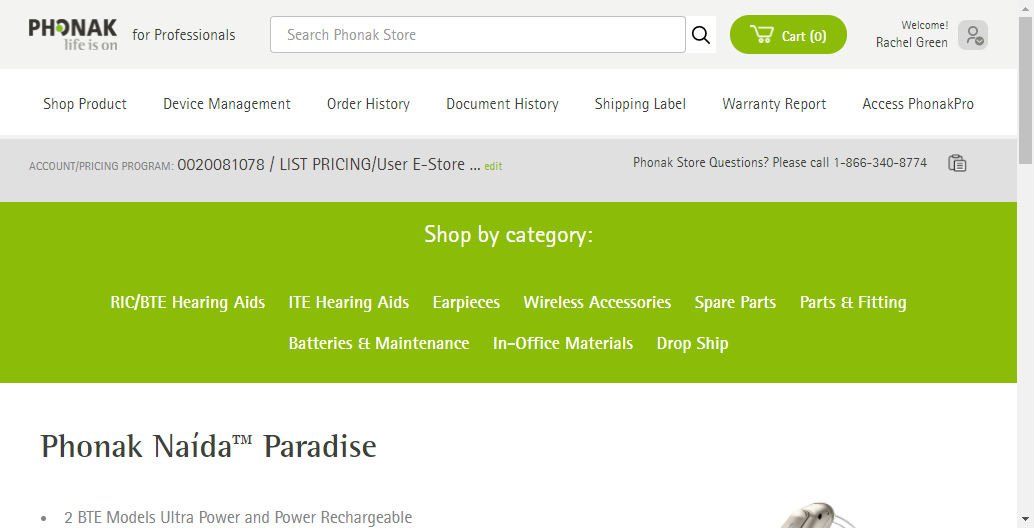 PHONAK
life is on
for Professionals
Search Phonak Store
Cart (0)
Welcome!
Rachel Green
Shop Product
Device Management
Order History
Document History
Shipping Label
Warranty Report
Access PhonakPro
ACCOUNT/PRICING PROGRAM: 0020081078 / LIST PRICING/User E-Store ... edit
Phonak Store Questions? Please call 1-866-340-8774
Shop by category:
RIC/BTE Hearing Aids
ITE Hearing Aids
Earpieces
Wireless Accessories
Spare Parts
Parts & Fitting
Batteries & Maintenance
In-Office Materials
Drop Ship
Phonak Naída™ Paradise
• 2 BTE Models Ultra Power and Power Rechargeable